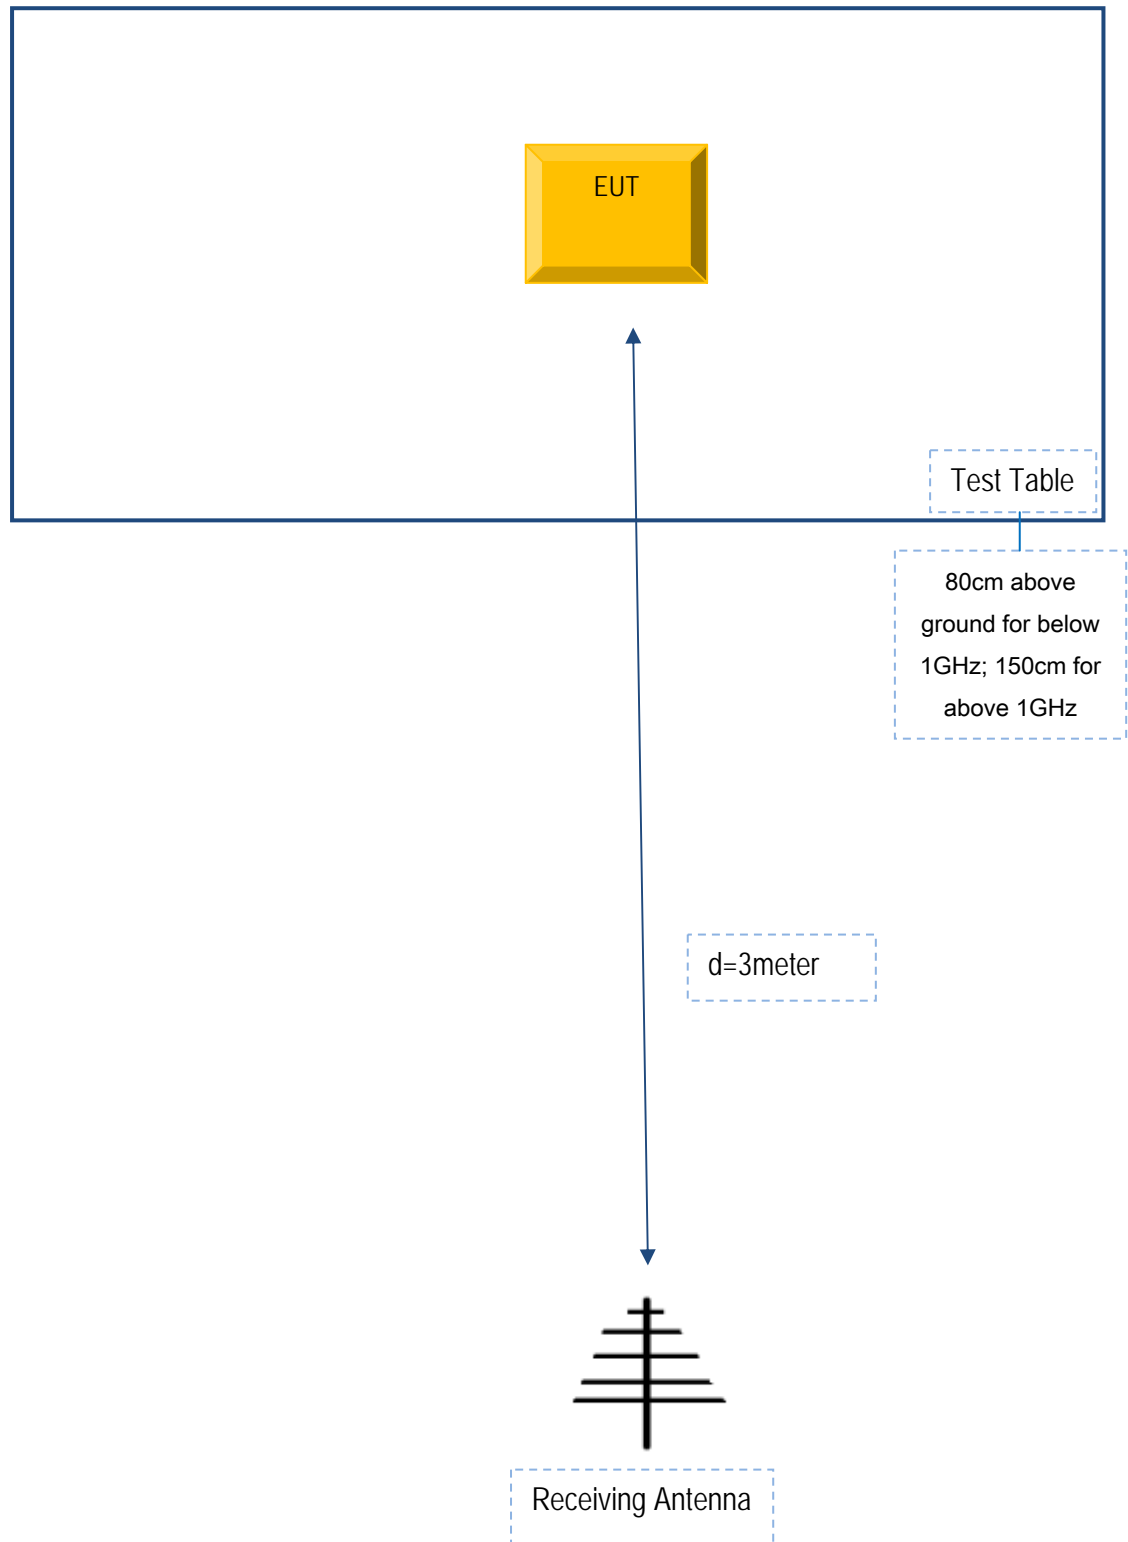 EUT
Test Table
80cm above
ground for below
1GHz; 150cm for
above 1GHz
d=3meter
Receiving Antenna